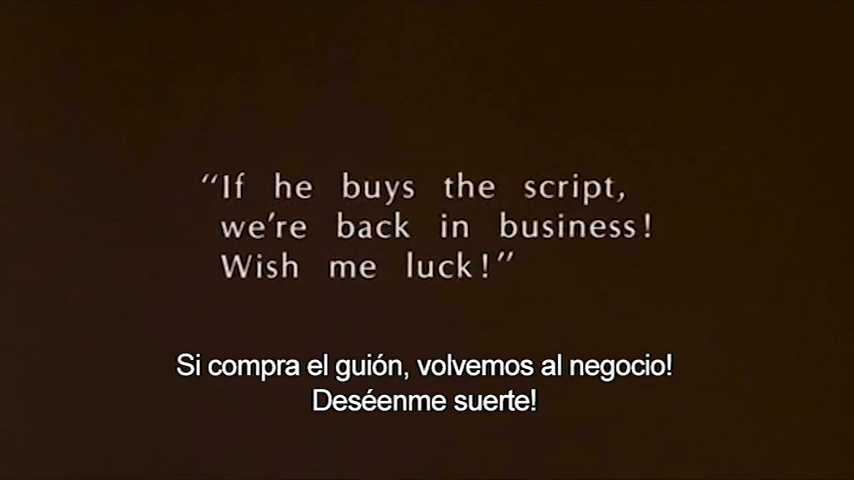 “If he buys the script,
we’re back in business!
Wish me luck!”
Si compra el guión, volvemos al negocio!
Deséenme suerte!